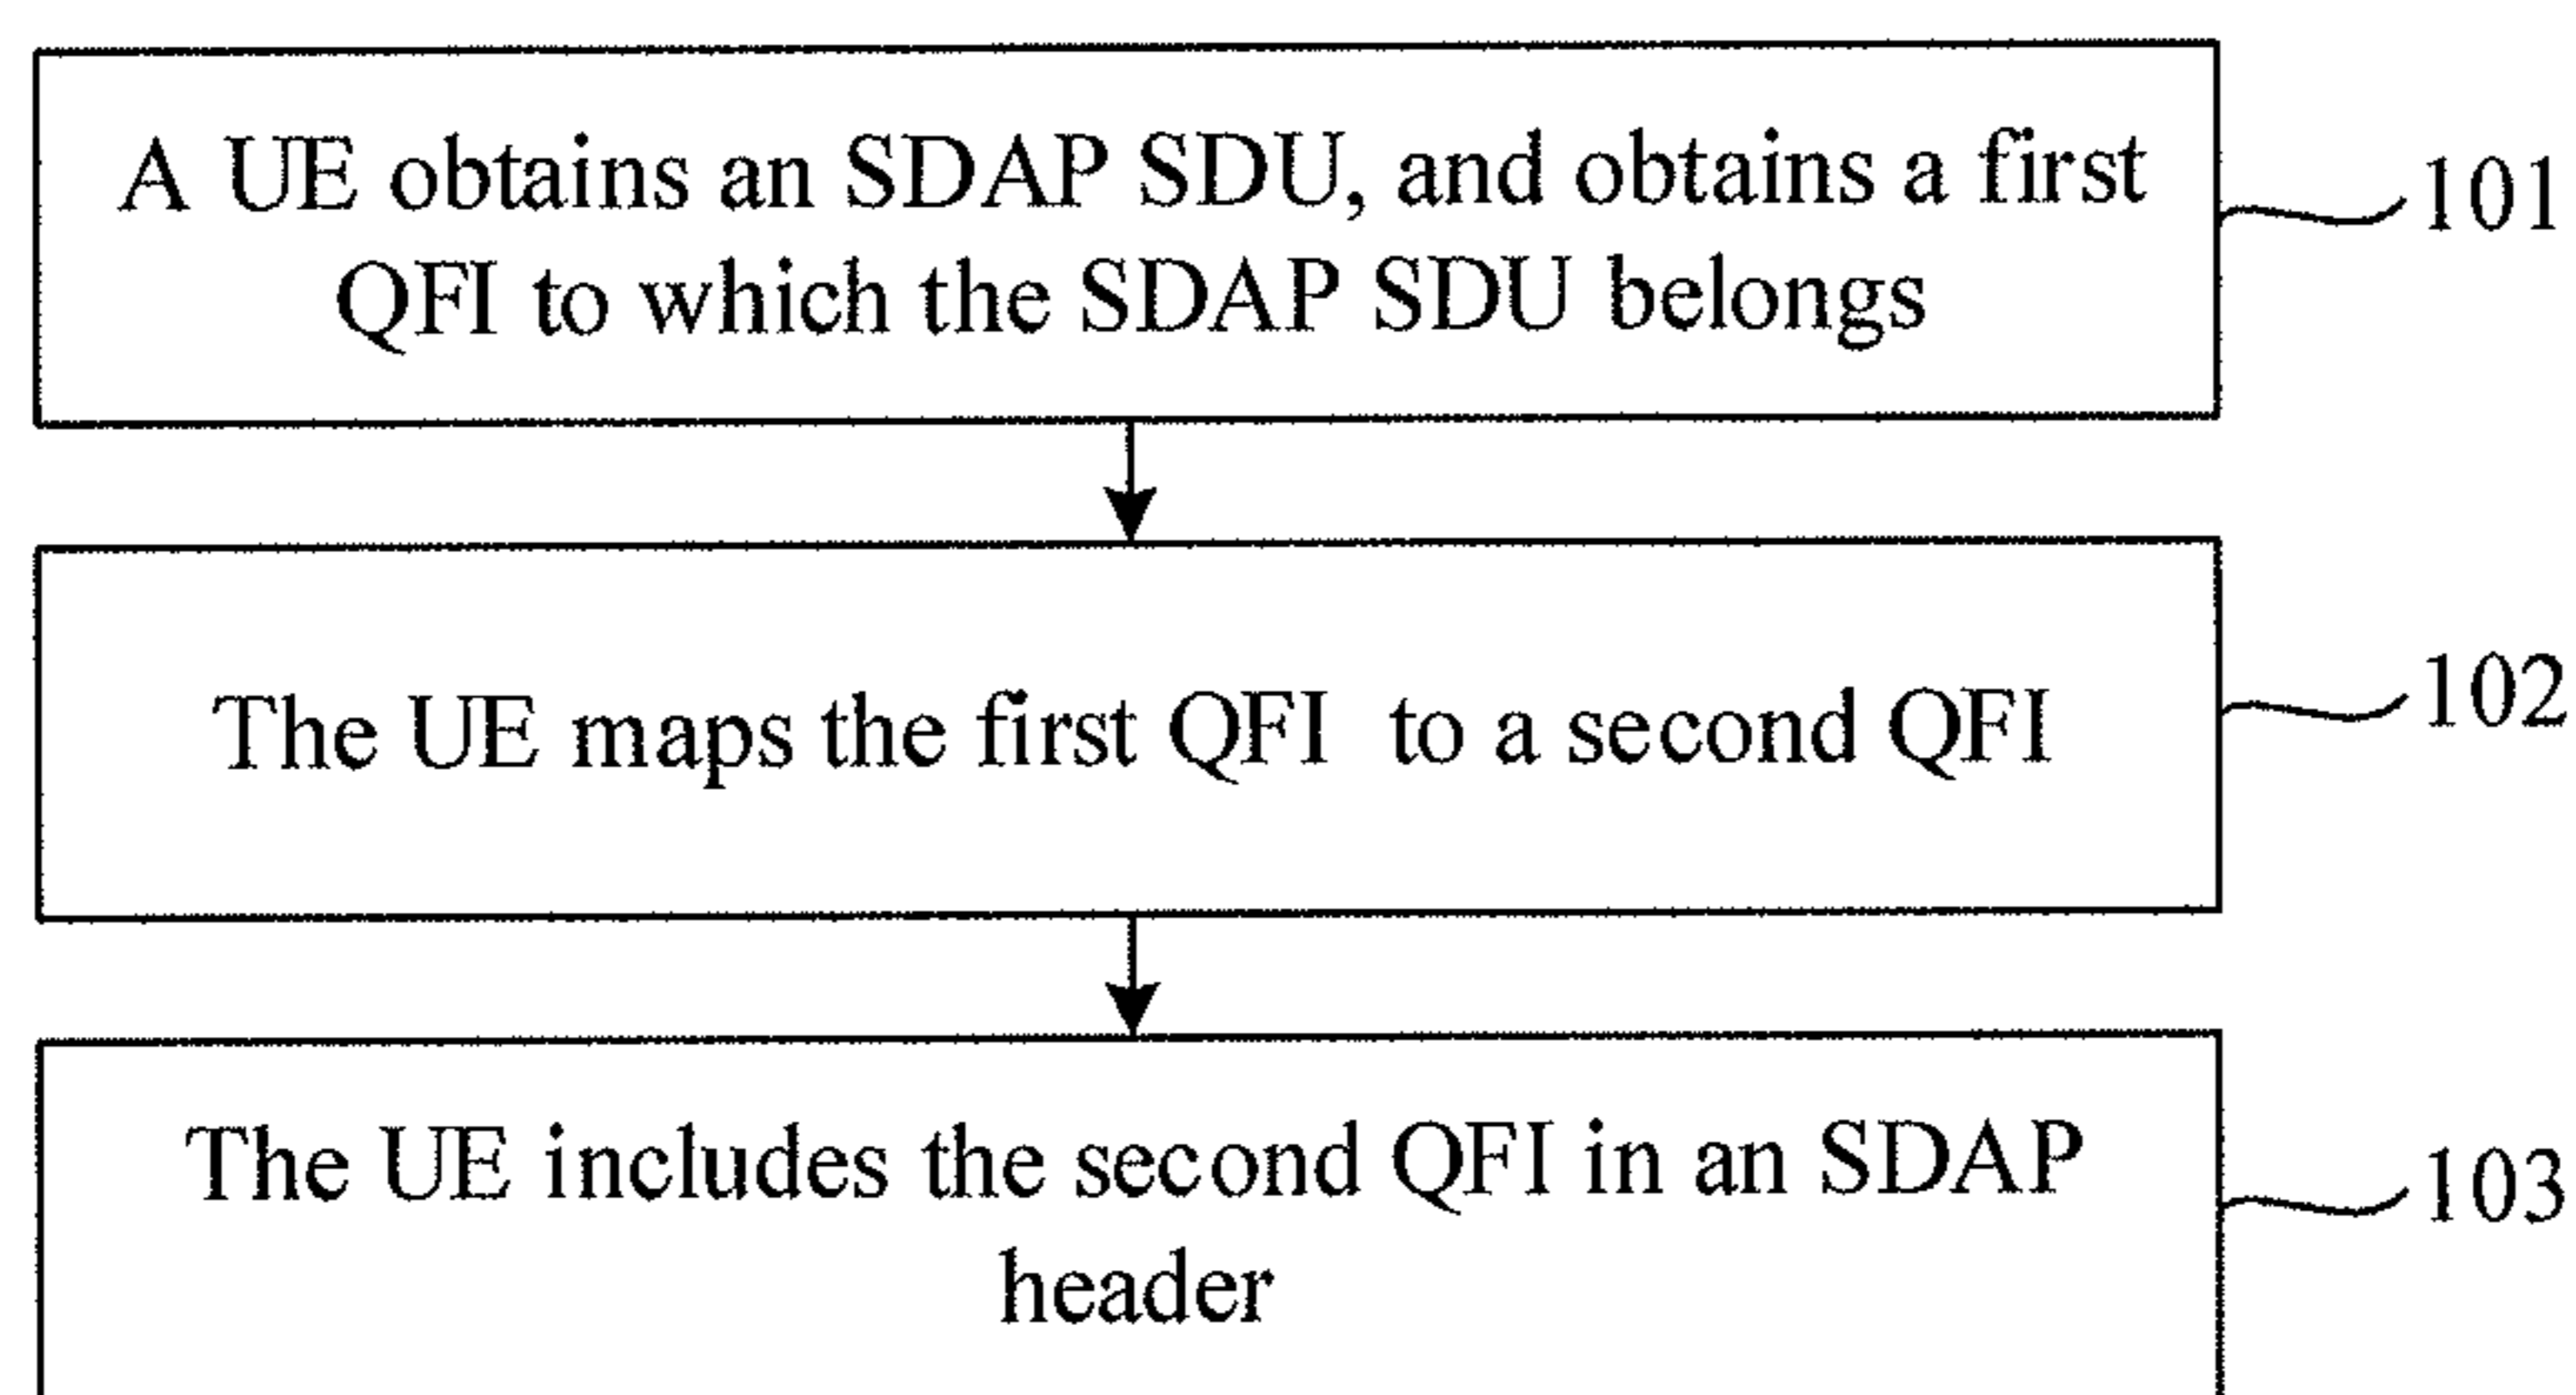 A UE obtains an SDAP SDU, and obtains a first
QFI to which the SDAP SDU belongs
101
The UE maps the first QFI to a second QFI
102
The UE includes the second QFI in an SDAP
header
103